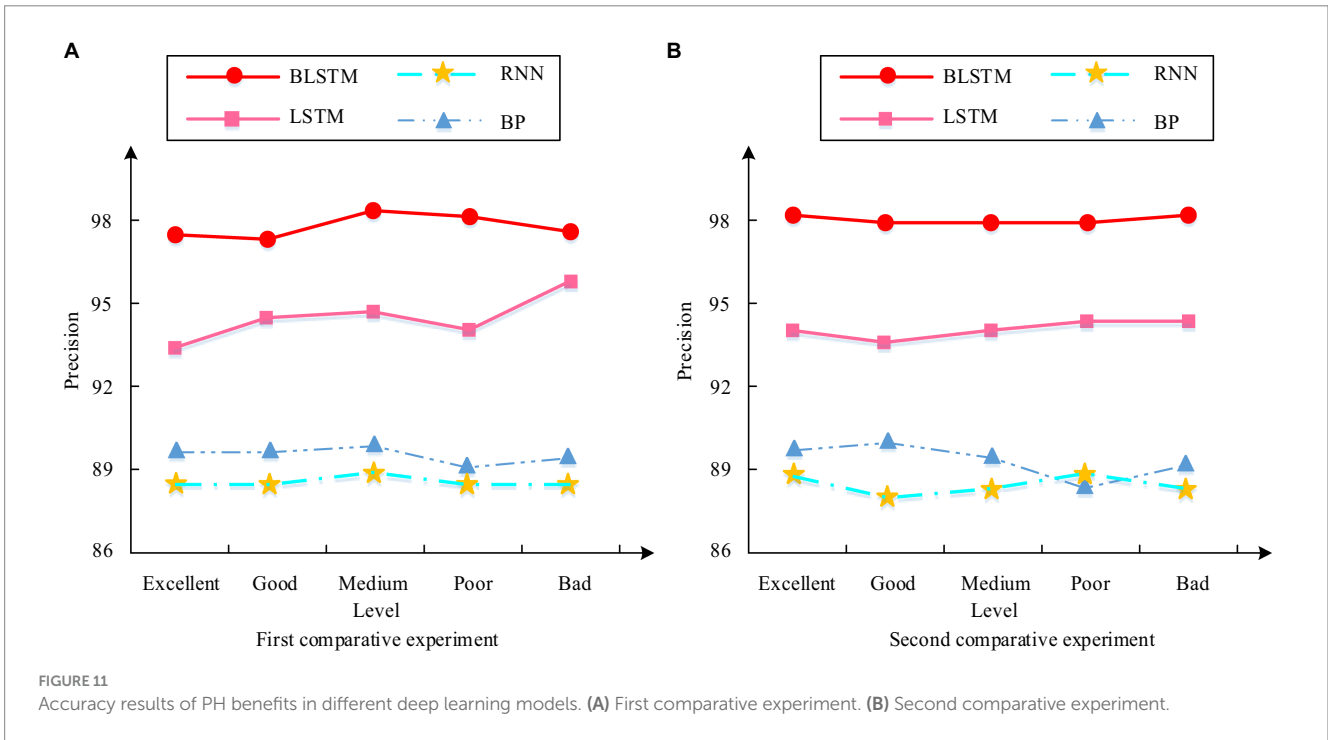 A
BLSTM
RNN
LSTM
BP
Precision
98
95
92
89
86
Excellent Good Medium Poor Bad
Level
First comparative experiment
B
BLSTM
RNN
LSTM
BP
Precision
98
95
92
89
86
Excellent Good Medium Poor Bad
Level
Second comparative experiment
FIGURE 11
Accuracy results of PH benefits in different deep learning models. (A) First comparative experiment. (B) Second comparative experiment.